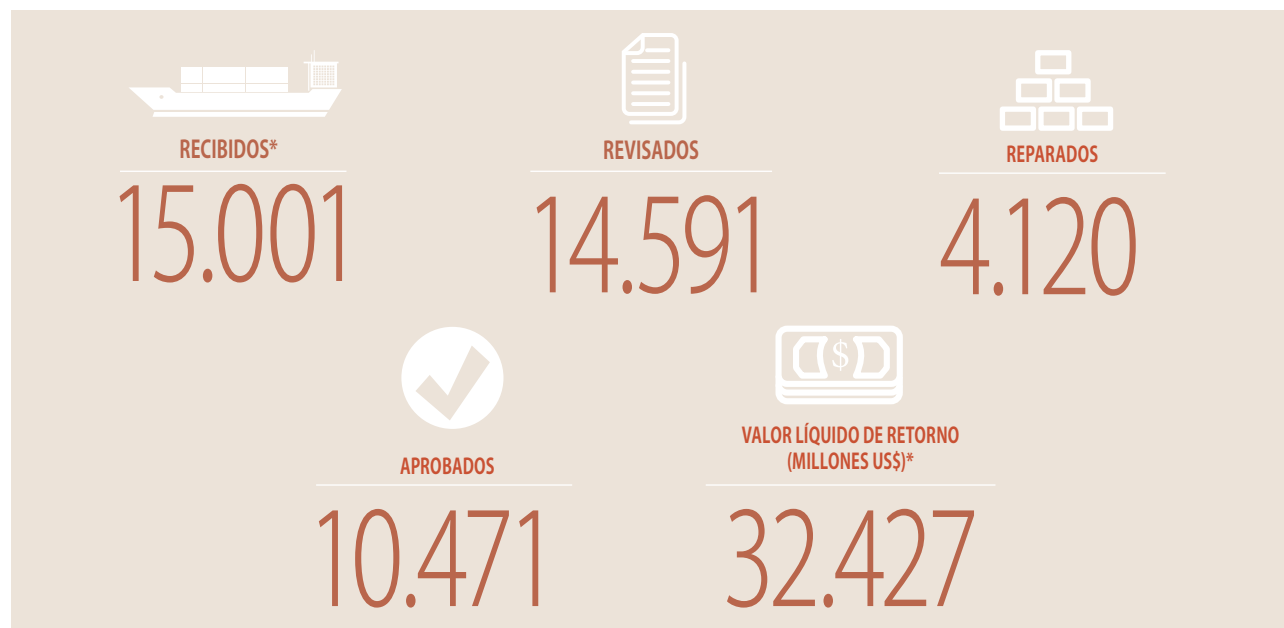 RECIBIDOS*
15.001
REVISADOS
14.591
REPARADOS
4.120
APROBADOS
10.471
$
VALOR LÍQUIDO DE RETORNO
(MILLONES US$)*
32.427